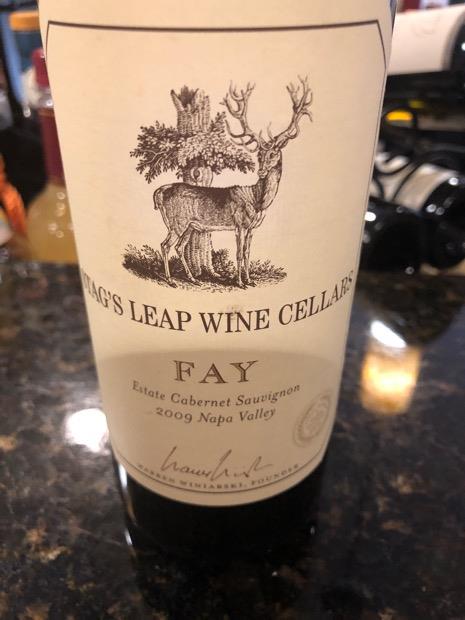 STAG'S LEAP WINE CELLARS
FAY
Estate Cabernet Sauvignon
2009 Napa Valley
WARREN WINIARSKI, FOUNDER